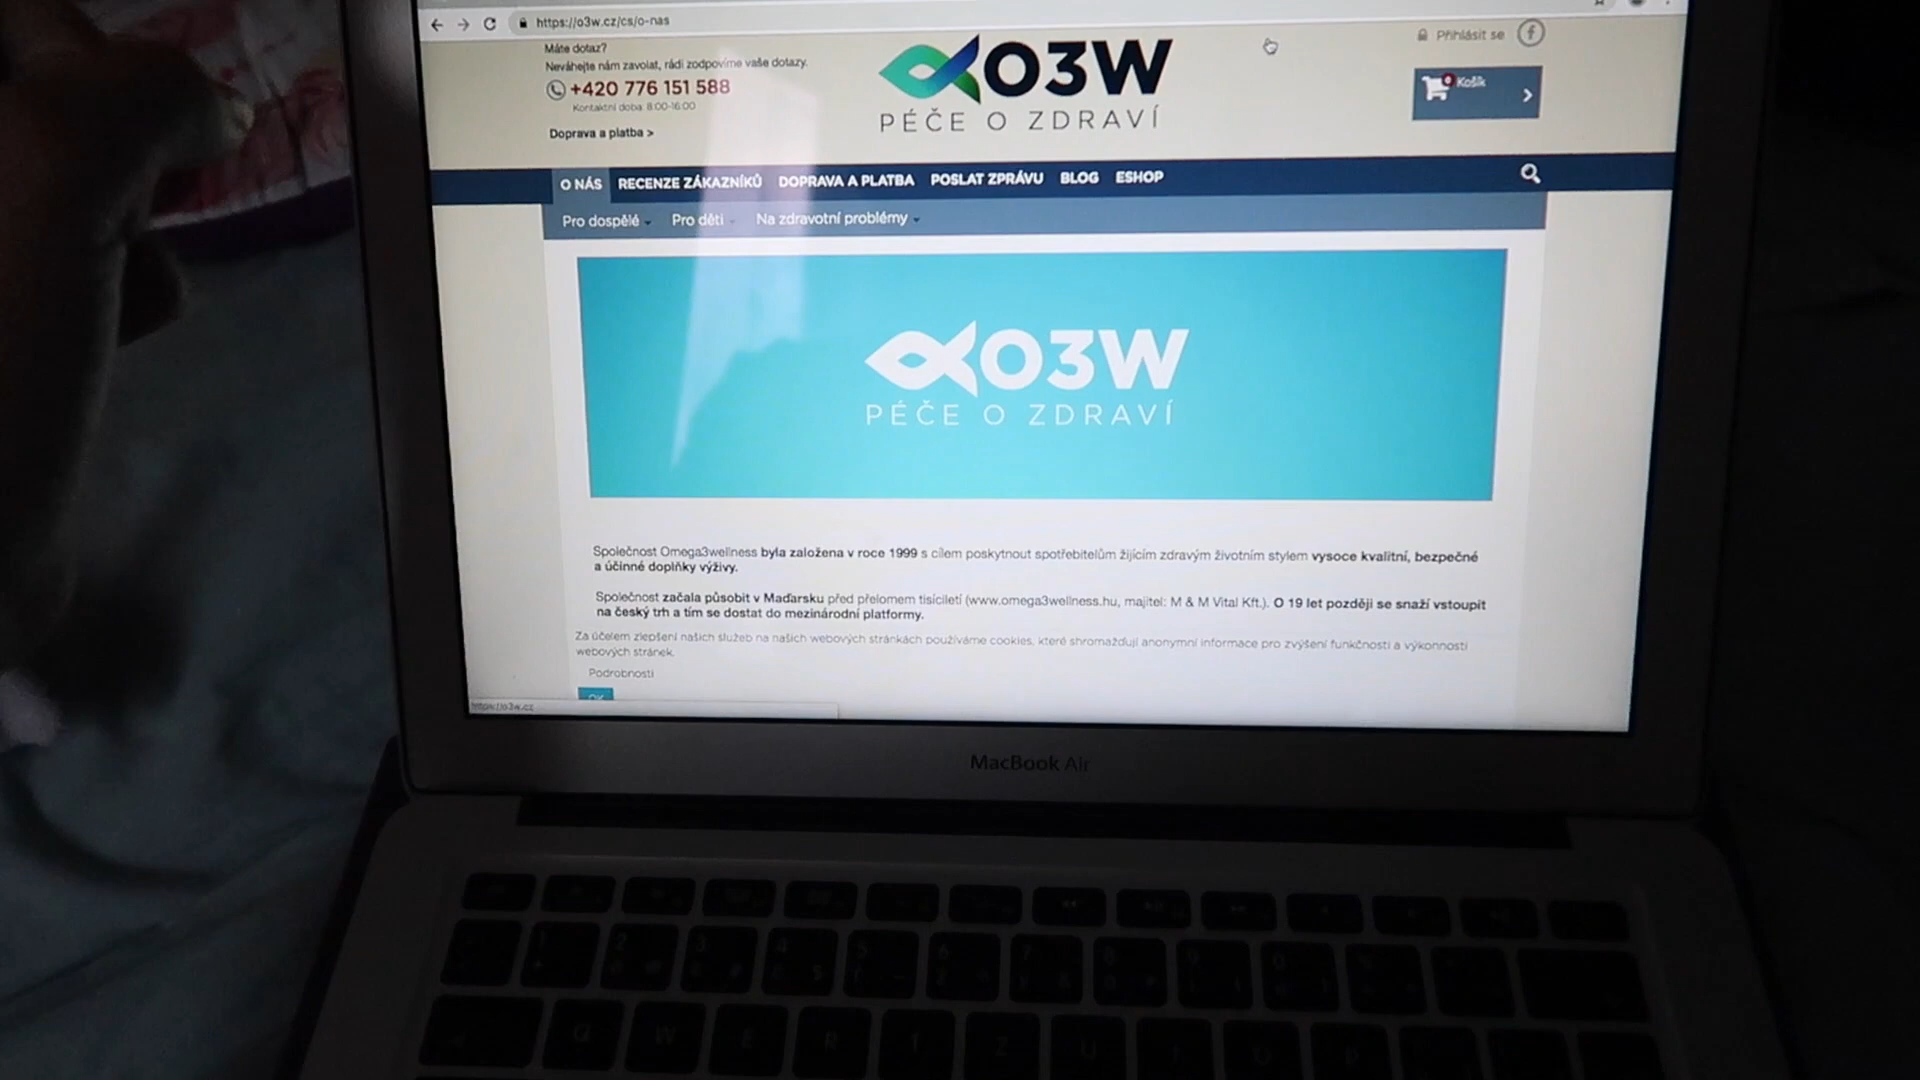 https://o3w.cz/cs/o-nas
Máte dotaz?
Neváhejte nám zavolat, rádi zodpovíme vaše dotazy.
+420 776 151 588
Kontaktní doba: 8:00-16:00
Doprava a platba >
O3W
PÉČE O ZDRAVÍ
Přihlásit se
0 Košík
O NÁS RECENZE ZÁKAZNÍKŮ DOPRAVA A PLATBA POSLAT ZPRÁVU BLOG ESHOP
Pro dospělé Pro děti Na zdravotní problémy
O3W
PÉČE O ZDRAVÍ
Společnost Omega3wellness byla založena v roce 1999 s cílem poskytnout spotřebitelům žijícím zdravým životním stylem vysoce kvalitní, bezpečné
a účinné doplňky výživy.
Společnost začala působit v Maďarsku před přelomem tisíciletí (www.omega3wellness.hu, majitel: M & M Vital Kft.). O 19 let později se snaží vstoupit
na český trh a tím se dostat do mezinárodní platformy.
Za účelem zlepšení našich služeb na našich webových stránkách používáme cookies, které shromažďují anonymní informace pro zvýšení funkčnosti a výkonnosti
webových stránek.
Podrobnosti
OK
https://o3w.cz
MacBook Air